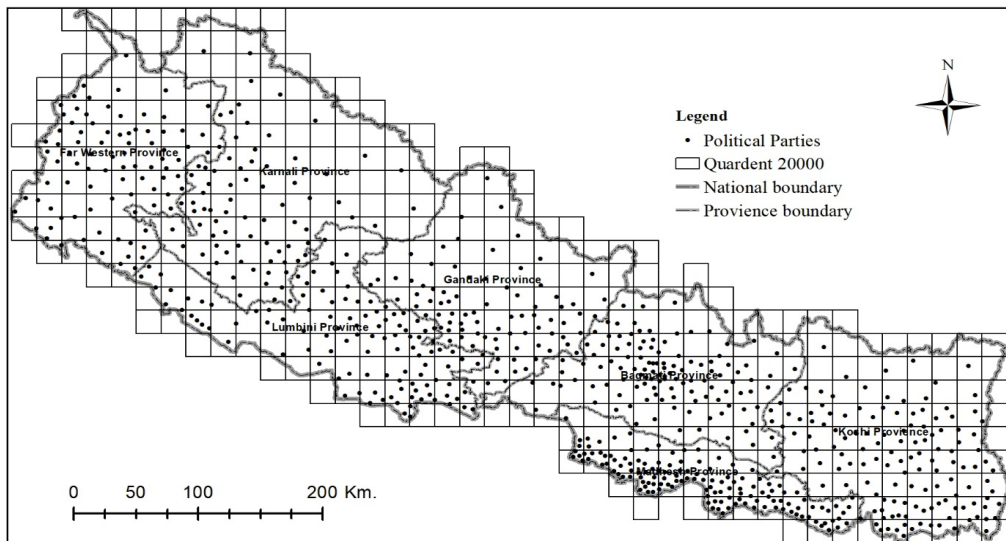 N
Legend
Political Parties
Quardent 20000
National boundary
Provience boundary
Far Western Province
Karnali Province
Gandaki Province
Lumbini Province
Bagmati Province
Koshi Provience
Madhesh Province
0 50 100 200 Km.